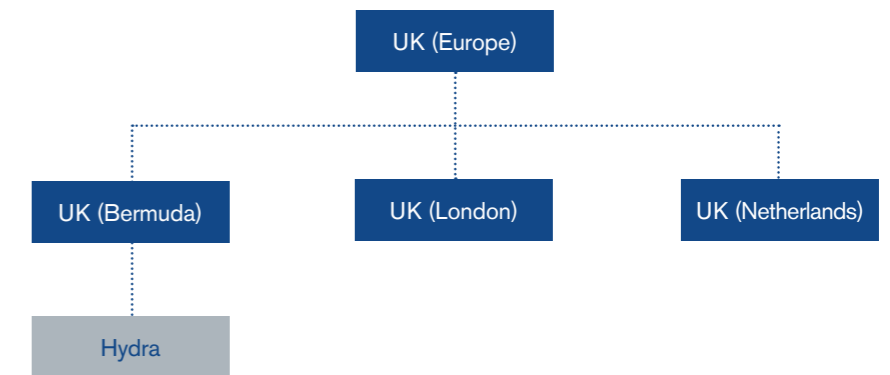 UK (Europe)
UK (Bermuda)
UK (London)
UK (Netherlands)
Hydra